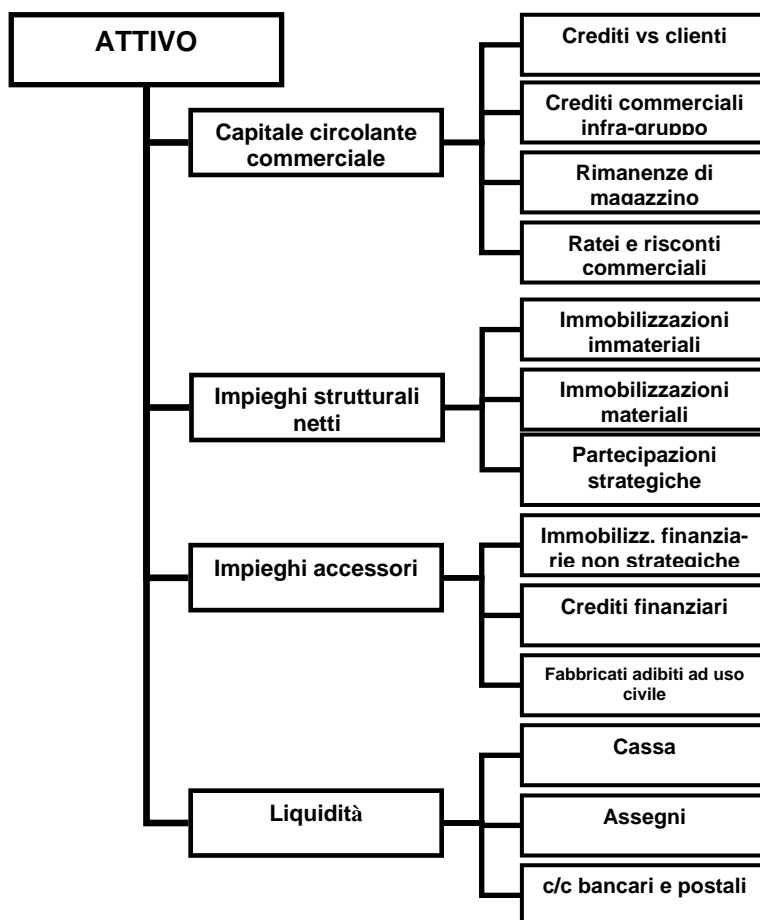 ATTIVO
Capitale circolante
commerciale
Crediti vs clienti
Crediti commerciali
infra-gruppo
Rimanenze di
magazzino
Ratei e risconti
commerciali
Impieghi strutturali
netti
Immobilizzazioni
immateriali
Immobilizzazioni
materiali
Partecipazioni
strategiche
Impieghi accessori
Immobilizz. finanzia-
rie non strategiche
Crediti finanziari
Fabbricati adibiti ad uso
civile
Liquidità
Cassa
Assegni
c/c bancari e postali